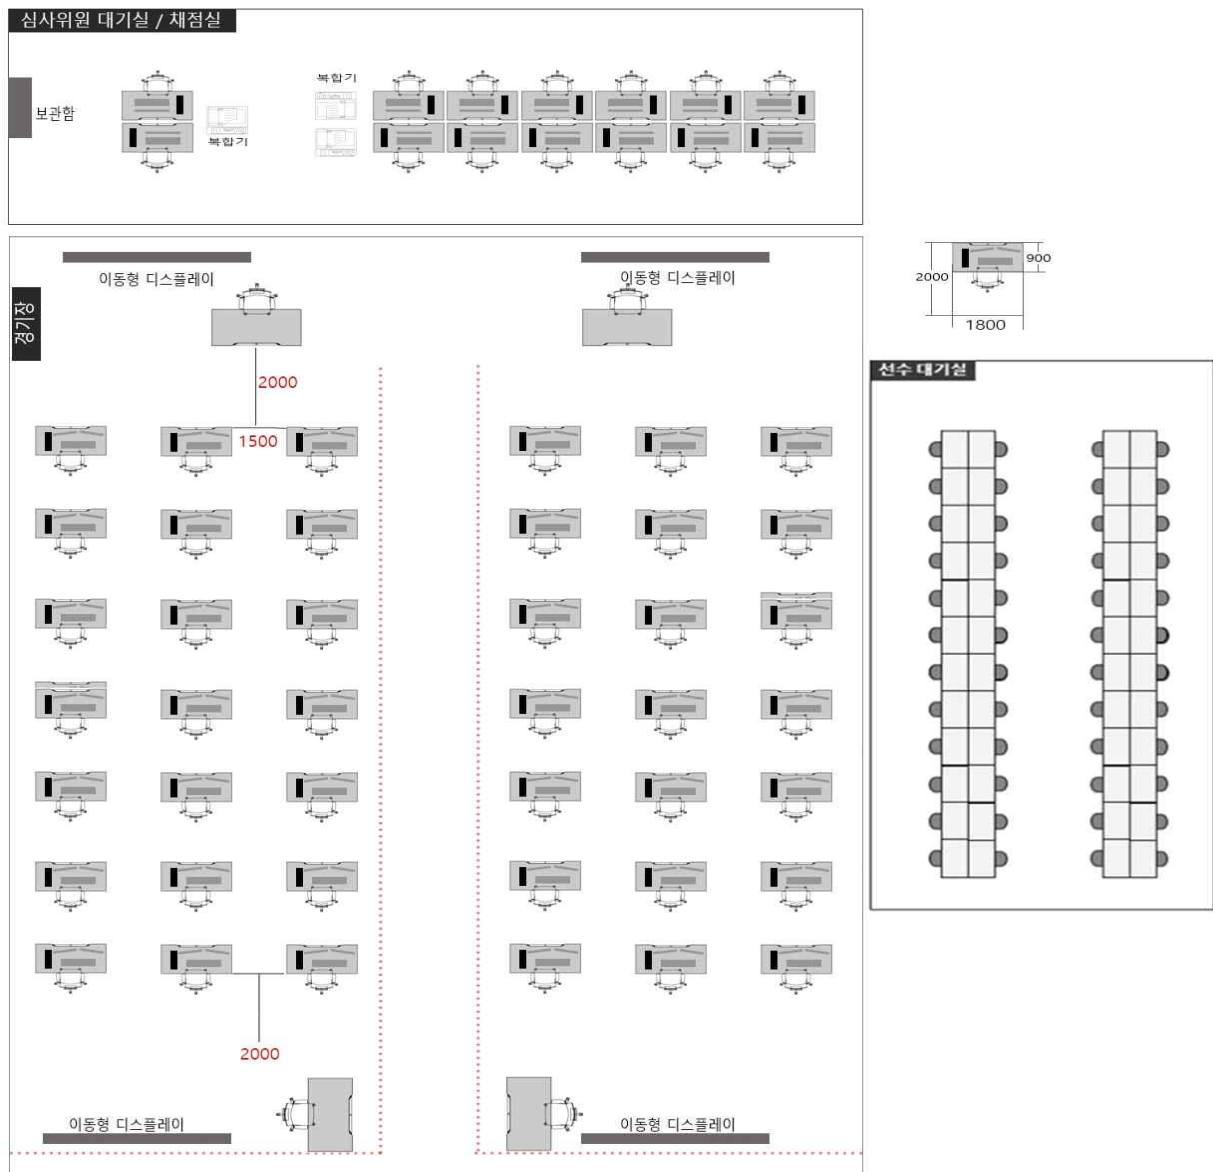 심사위원 대기실 / 채점실
복합기
보관함
복합기
이동형 디스플레이
이동형 디스플레이
경기장
2000
900
1800
선수 대기실
2000
1500
2000
이동형 디스플레이
이동형 디스플레이